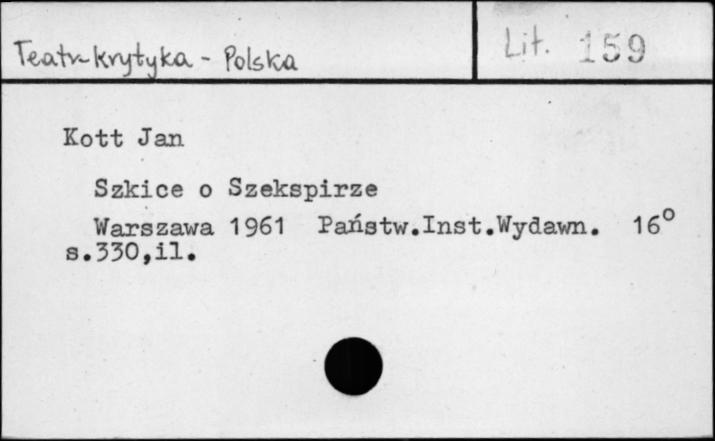 Teatr-krytyka - Polska
Lit. 159
Kott Jan
Szkice o Szekspirze
Warszawa 1961 Państw.Inst.Wydawn. 16°
s.330,il.